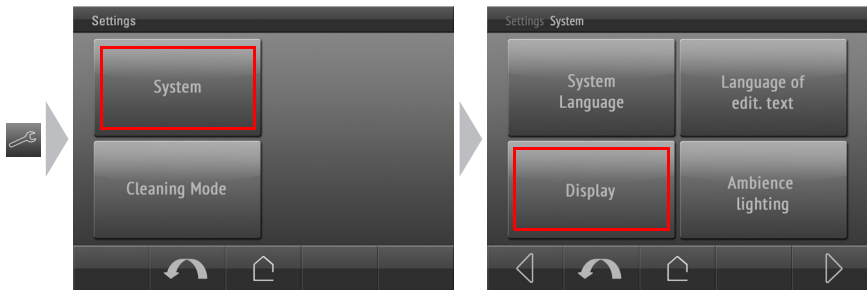 Settings
System
Cleaning Mode
Settings System
System
Language
Language of
edit. text
Display
Ambience
lighting